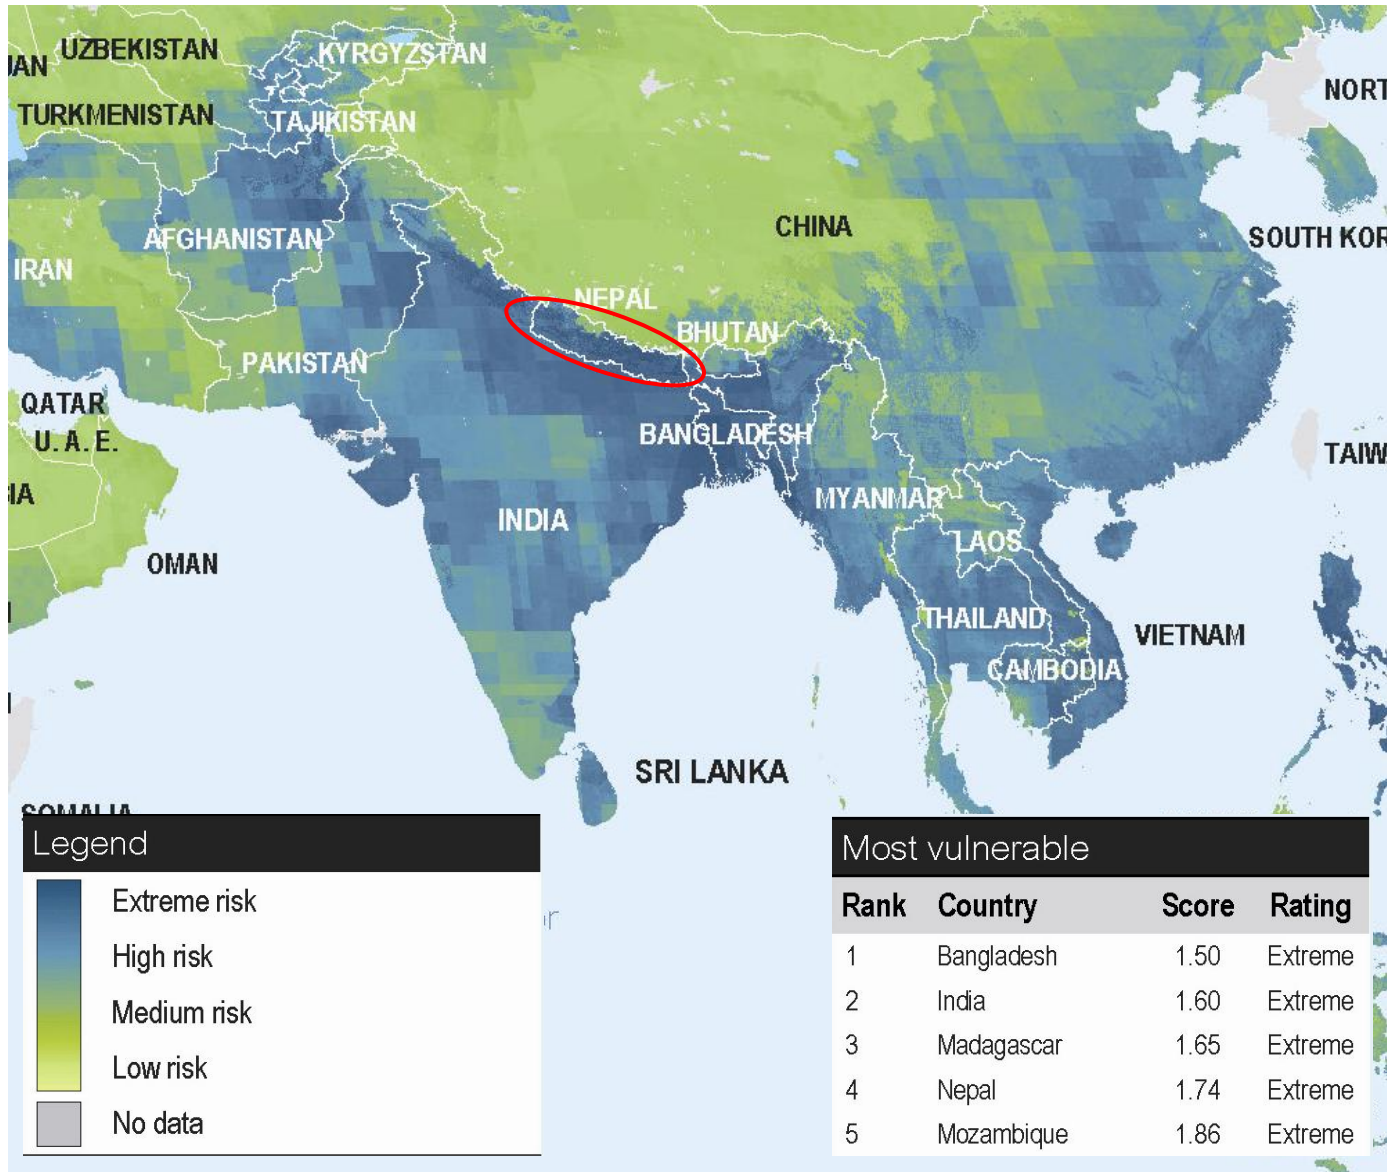 UZBEKISTAN
KYRGYZSTAN
TURKMENISTAN
TAJIKISTAN
NORT
CHINA
AFGHANISTAN
SOUTH KOR
IRAN
NEPAL
BHUTAN
PAKISTAN
QATAR
U. A. E.
BANGLADESH
TAIW
MYANMAR
INDIA
LAOS
OMAN
THAILAND
VIETNAM
CAMBODIA
SRI LANKA
SOMALIA
Legend
Extreme risk
High risk
Medium risk
Low risk
No data
Most vulnerable
Rank Country Score Rating
1 Bangladesh 1.50 Extreme
2 India 1.60 Extreme
3 Madagascar 1.65 Extreme
4 Nepal 1.74 Extreme
5 Mozambique 1.86 Extreme